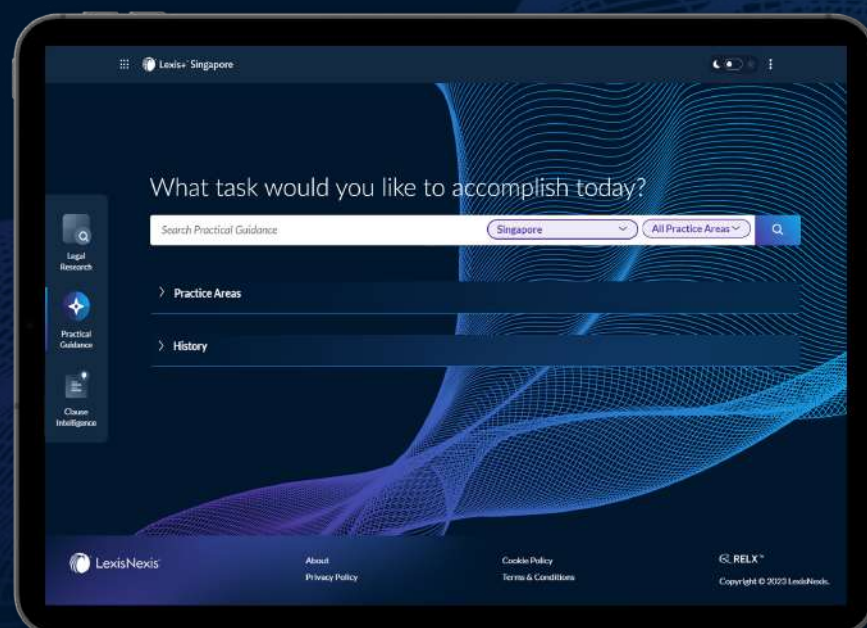 Lexis+ Singapore
What task would you like to accomplish today?
Search Practical Guidance
Singapore
All Practice Areas
Legal
Research
Practical
Guidance
Clause
Intelligence
Practice Areas
History
LexisNexis
About
Privacy Policy
Cookie Policy
Terms & Conditions
RELX™
Copyright © 2023 LexisNexis.